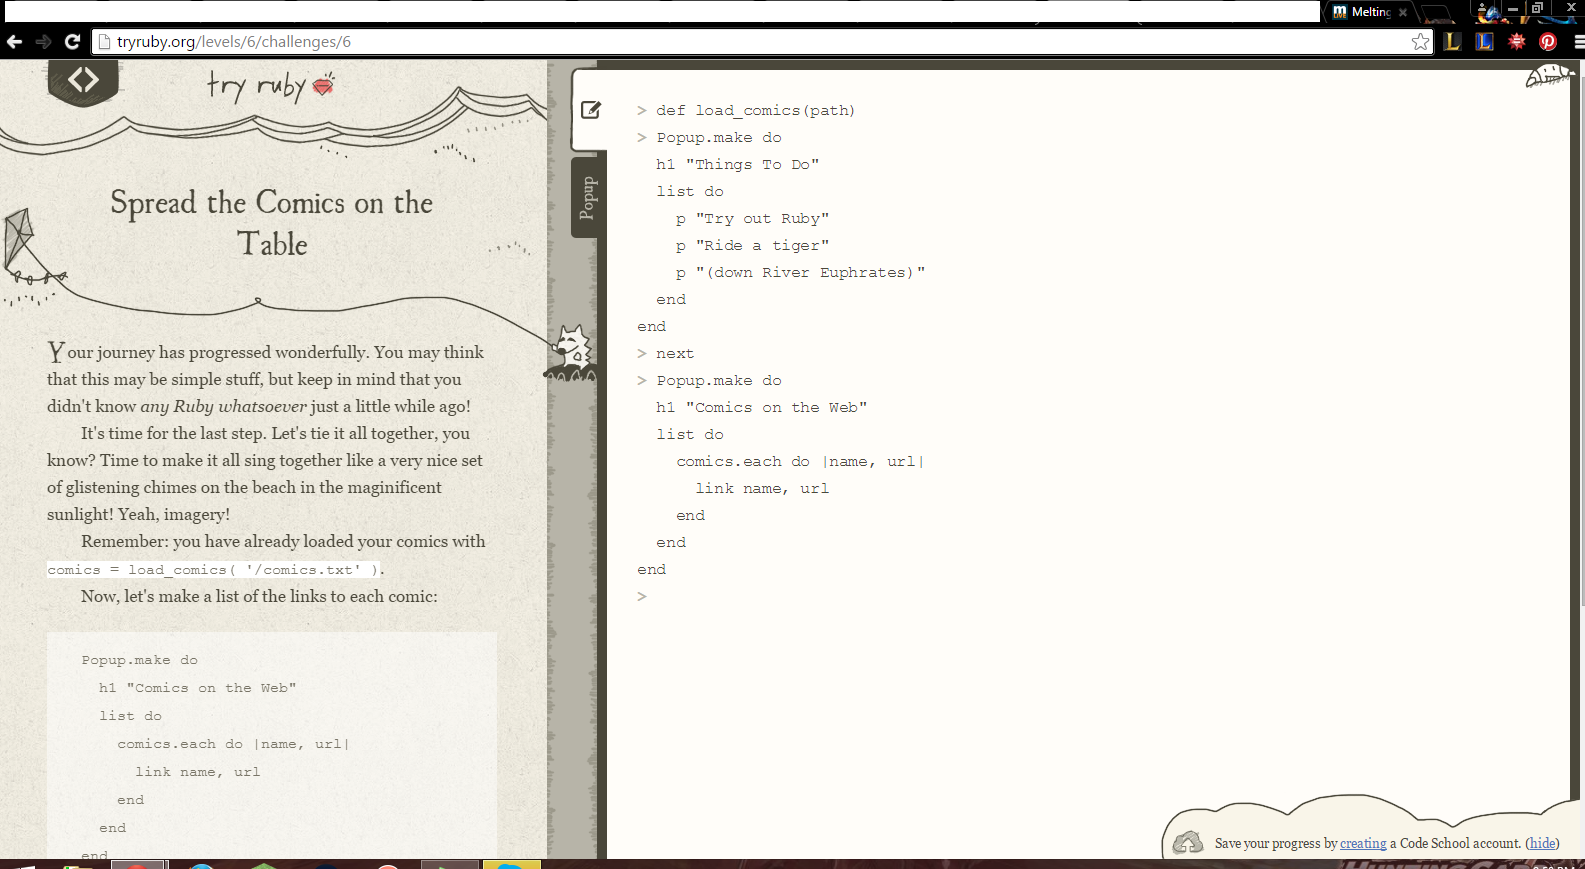 Melting
tryruby.org/levels/6/challenges/6
try ruby
Spread the Comics on the
Table
Your journey has progressed wonderfully. You may think
that this may be simple stuff, but keep in mind that you
didn't know any Ruby whatsoever just a little while ago!
It's time for the last step. Let's tie it all together, you
know? Time to make it all sing together like a very nice set
of glistening chimes on the beach in the maginificent
sunlight! Yeah, imagery!
Remember: you have already loaded your comics with
comics = load_comics( '/comics.txt' ).
Now, let's make a list of the links to each comic:
Popup.make do
h1 "Comics on the Web"
list do
comics.each do |name, url|
link name, url
end
end
end
Popup
> def load_comics(path)
> Popup.make do
h1 "Things To Do"
list do
p "Try out Ruby"
p "Ride a tiger"
p "(down River Euphrates)"
end
end
> next
> Popup.make do
h1 "Comics on the Web"
list do
comics.each do |name, url|
link name, url
end
end
end
>
Save your progress by creating a Code School account. (hide)